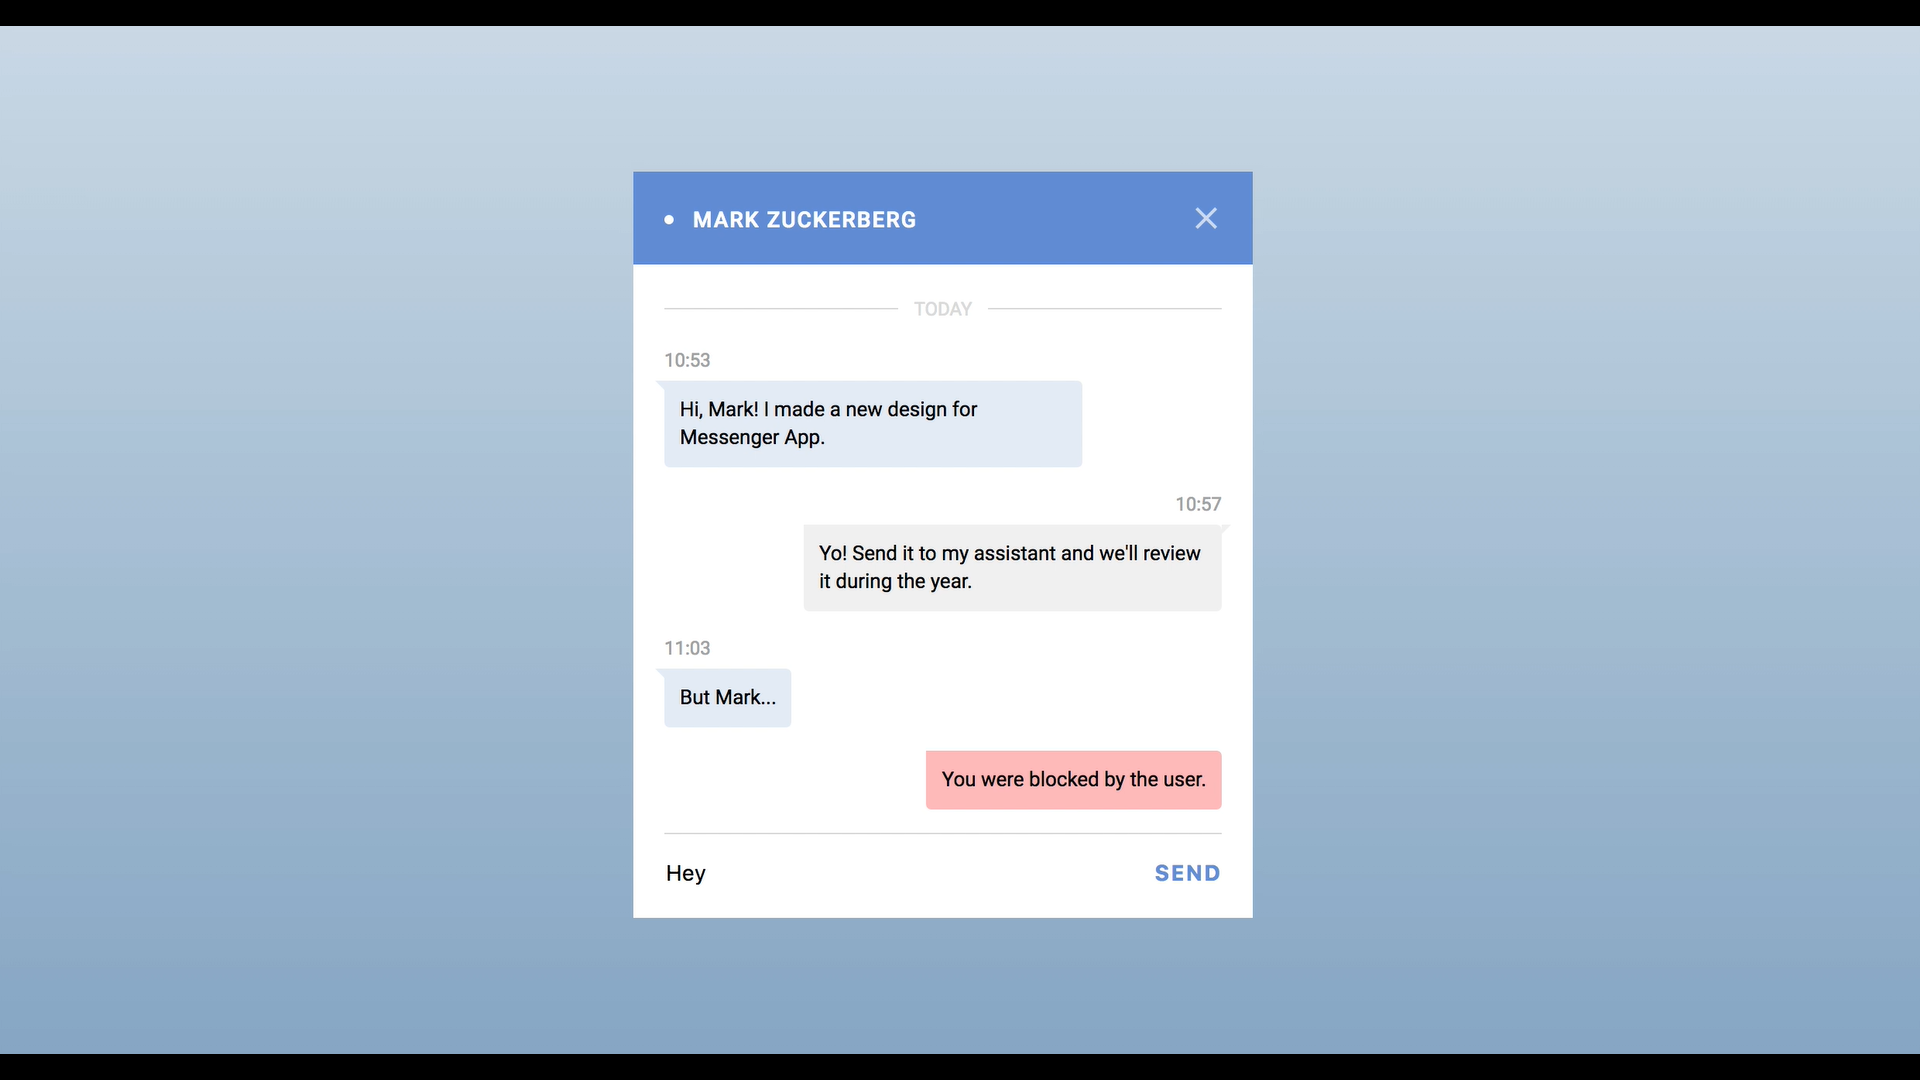 MARK ZUCKERBERG
TODAY
10:53
Hi, Mark! I made a new design for
Messenger App.
10:57
Yo! Send it to my assistant and we'll review
it during the year.
11:03
But Mark...
You were blocked by the user.
Hey
SEND